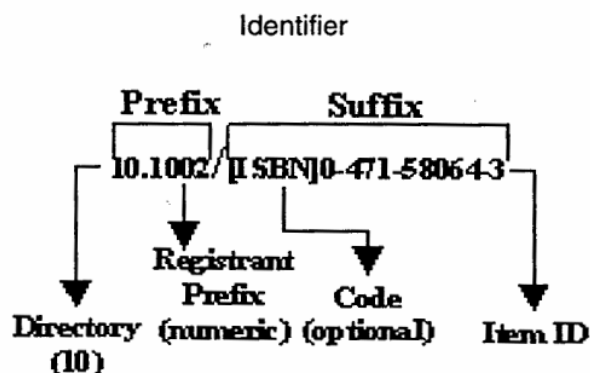 Identifier
Prefix Suffix
10.1002/[ISBN]0-471-58064-3
Registrant
Prefix
(numeric)
Code
(optional)
Directory
(10)
Item ID